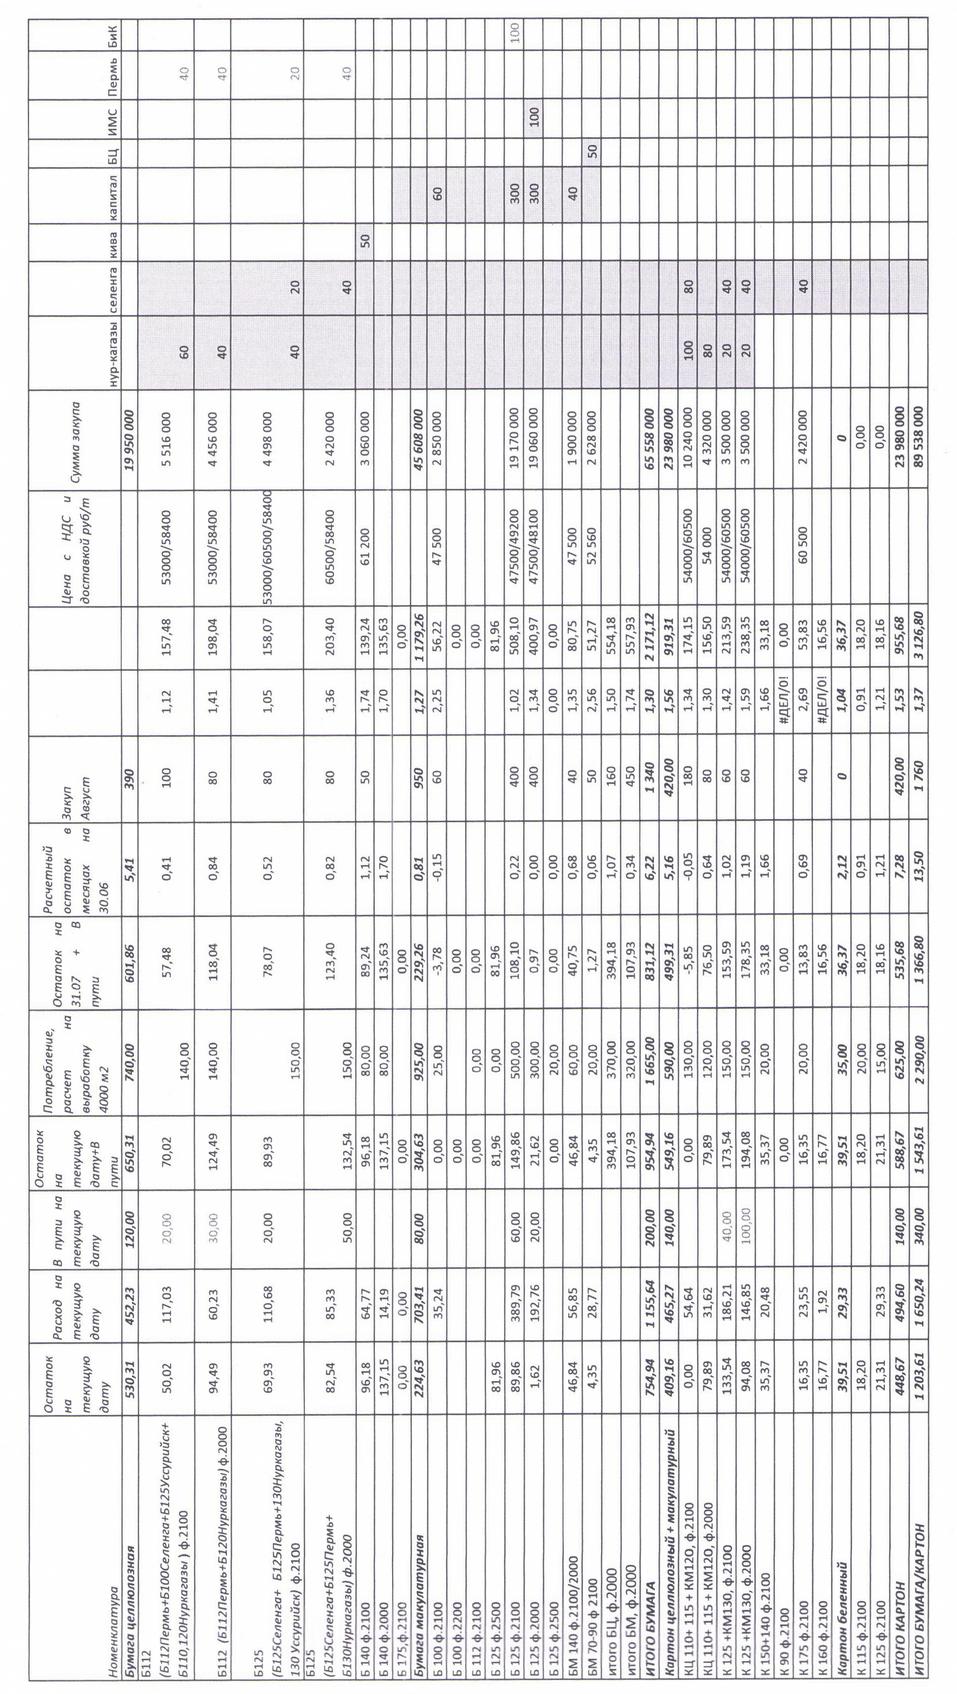 Номенклатура | Остаток на текущую дату | Расход на текущую дату | В пути на текущую дату | Остаток на текущую дату+В пути | Потребление, расчет на выработку 4000 м2 | Остаток на 31.07 + В пути | Расчетный остаток в месяцах на 30.06 | Закуп Август | | | Цена с НДС и доставкой руб/т | Сумма закупа | нур-кагазы | селенга | кива | капитал | БЦ | ИМС | Пермь | БиК
Бумага целлюлозная | 530,31 | 452,23 | 120,00 | 650,31 | 740,00 | 601,86 | 5,41 | 390 | | | | 19 950 000
Б112 (Б112Пермь+Б100Селенга+Б125Уссурийск+ Б110,120Нуркагазы ) ф.2100 | 50,02 | 117,03 | 20,00 | 70,02 | 140,00 | 57,48 | 0,41 | 100 | 1,12 | 157,48 | 53000/58400 | 5 516 000 | 60 | | | | | | 40 |
Б112 (Б112Пермь+Б120Нуркагазы) ф.2000 | 94,49 | 60,23 | 30,00 | 124,49 | 140,00 | 118,04 | 0,84 | 80 | 1,41 | 198,04 | 53000/58400 | 4 456 000 | 40 | | | | | | 40 |
Б125 (Б125Селенга+ Б125Пермь+130Нуркагазы, 130 Уссурийск) ф.2100 | 69,93 | 110,68 | 20,00 | 89,93 | 150,00 | 78,07 | 0,52 | 80 | 1,05 | 158,07 | 53000/60500/58400 | 4 498 000 | 40 | 20 | | | | | 20 |
Б125 (Б125Селенга+Б125Пермь+ Б130Нуркагазы) ф.2000 | 82,54 | 85,33 | 50,00 | 132,54 | 150,00 | 123,40 | 0,82 | 80 | 1,36 | 203,40 | 60500/58400 | 2 420 000 | | 40 | | | | | 40 |
Б 140 ф.2100 | 96,18 | 64,77 | | 96,18 | 80,00 | 89,24 | 1,12 | 50 | 1,74 | 139,24 | 61 200 | 3 060 000 | | | 50 | | | | |
Б 140 ф.2000 | 137,15 | 14,19 | | 137,15 | 80,00 | 135,63 | 1,70 | | 1,70 | 135,63
Б 175,ф.2100 | 0,00 | 0,00 | | 0,00 | | 0,00 | | | | 0,00
Бумага макулатурная | 224,63 | 703,41 | 80,00 | 304,63 | 925,00 | 229,26 | 0,81 | 950 | 1,27 | 1 179,26 | | 45 608 000
Б 100 ф.2100 | | 35,24 | | 0,00 | 25,00 | -3,78 | -0,15 | 60 | 2,25 | 56,22 | 47 500 | 2 850 000 | | | | 60 | | | |
Б 100 ф.2200 | | | | 0,00 | | 0,00 | | | | 0,00
Б 112 ф.2100 | | | | 0,00 | 0,00 | 0,00 | | | | 0,00
Б 125 ф.2500 | 81,96 | | | 81,96 | 0,00 | 81,96 | | | | 81,96
Б 125,ф.2100 | 89,86 | 389,79 | 60,00 | 149,86 | 500,00 | 108,10 | 0,22 | 400 | 1,02 | 508,10 | 47500/49200 | 19 170 000 | | | | 300 | | | | 100
Б 125 ф.2000 | 1,62 | 192,76 | 20,00 | 21,62 | 300,00 | 0,97 | 0,00 | 400 | 1,34 | 400,97 | 47500/48100 | 19 060 000 | | | | 300 | | 100 | |
Б 125 ф.2500 | | | | 0,00 | 20,00 | 0,00 | 0,00 | | 0,00 | 0,00
БМ 140 ф.2100/2000 | 46,84 | 56,85 | | 46,84 | 60,00 | 40,75 | 0,68 | 40 | 1,35 | 80,75 | 47 500 | 1 900 000 | | | | 40 | | | |
БМ 70-90 ф 2100 | 4,35 | 28,77 | | 4,35 | 20,00 | 1,27 | 0,06 | 50 | 2,56 | 51,27 | 52 560 | 2 628 000 | | | | | 50 | | |
итого БЦ, ф.2000 | | | | 394,18 | 370,00 | 394,18 | 1,07 | 160 | 1,50 | 554,18
итого БМ, ф.2000 | | | | 107,93 | 320,00 | 107,93 | 0,34 | 450 | 1,74 | 557,93
ИТОГО БУМАГА | 754,94 | 1 155,64 | 200,00 | 954,94 | 1 665,00 | 831,12 | 6,22 | 1 340 | 1,30 | 2 171,12 | | 65 558 000
Картон целлюлозный + макулатурный | 409,16 | 465,27 | 140,00 | 549,16 | 590,00 | 499,31 | 5,16 | 420,00 | 1,56 | 919,31 | | 23 980 000
КЦ 110+ 115 + КМ120, ф.2100 | 0,00 | 54,64 | | 0,00 | 130,00 | -5,85 | -0,05 | 180 | 1,34 | 174,15 | 54000/60500 | 10 240 000 | 100 | 80
КЦ 110+ 115 + КМ120, ф.2000 | 79,89 | 31,62 | | 79,89 | 120,00 | 76,50 | 0,64 | 80 | 1,30 | 156,50 | 54 000 | 4 320 000 | 80
К 125 +КМ130, ф.2100 | 133,54 | 186,21 | 40,00 | 173,54 | 150,00 | 153,59 | 1,02 | 60 | 1,42 | 213,59 | 54000/60500 | 3 500 000 | 20 | 40
К 125 +КМ130, ф.2000 | 94,08 | 146,85 | 100,00 | 194,08 | 150,00 | 178,35 | 1,19 | 60 | 1,59 | 238,35 | 54000/60500 | 3 500 000 | 20 | 40
К 150+140 ф.2100 | 35,37 | 20,48 | | 35,37 | 20,00 | 33,18 | 1,66 | | 1,66 | 33,18
К 90 ф.2100 | | | | 0,00 | | 0,00 | | | #ДЕЛ/0! | 0,00
К 175 ф.2100 | 16,35 | 23,55 | | 16,35 | 20,00 | 13,83 | 0,69 | 40 | 2,69 | 53,83 | 60 500 | 2 420 000 | | 40
К 160 ф.2100 | 16,77 | 1,92 | | 16,77 | | 16,56 | | | #ДЕЛ/0! | 16,56
Картон беленный | 39,51 | 29,33 | | 39,51 | 35,00 | 36,37 | 2,12 | 0 | 1,04 | 36,37 | | 0
К 115 ф.2100 | 18,20 | | | 18,20 | 20,00 | 18,20 | 0,91 | | 0,91 | 18,20 | | 0,00
К 125 ф.2100 | 21,31 | 29,33 | | 21,31 | 15,00 | 18,16 | 1,21 | | 1,21 | 18,16 | | 0,00
ИТОГО КАРТОН | 448,67 | 494,60 | 140,00 | 588,67 | 625,00 | 535,68 | 7,28 | 420,00 | 1,53 | 955,68 | | 23 980 000
ИТОГО БУМАГА/КАРТОН | 1 203,61 | 1 650,24 | 340,00 | 1 543,61 | 2 290,00 | 1 366,80 | 13,50 | 1 760 | 1,37 | 3 126,80 | | 89 538 000